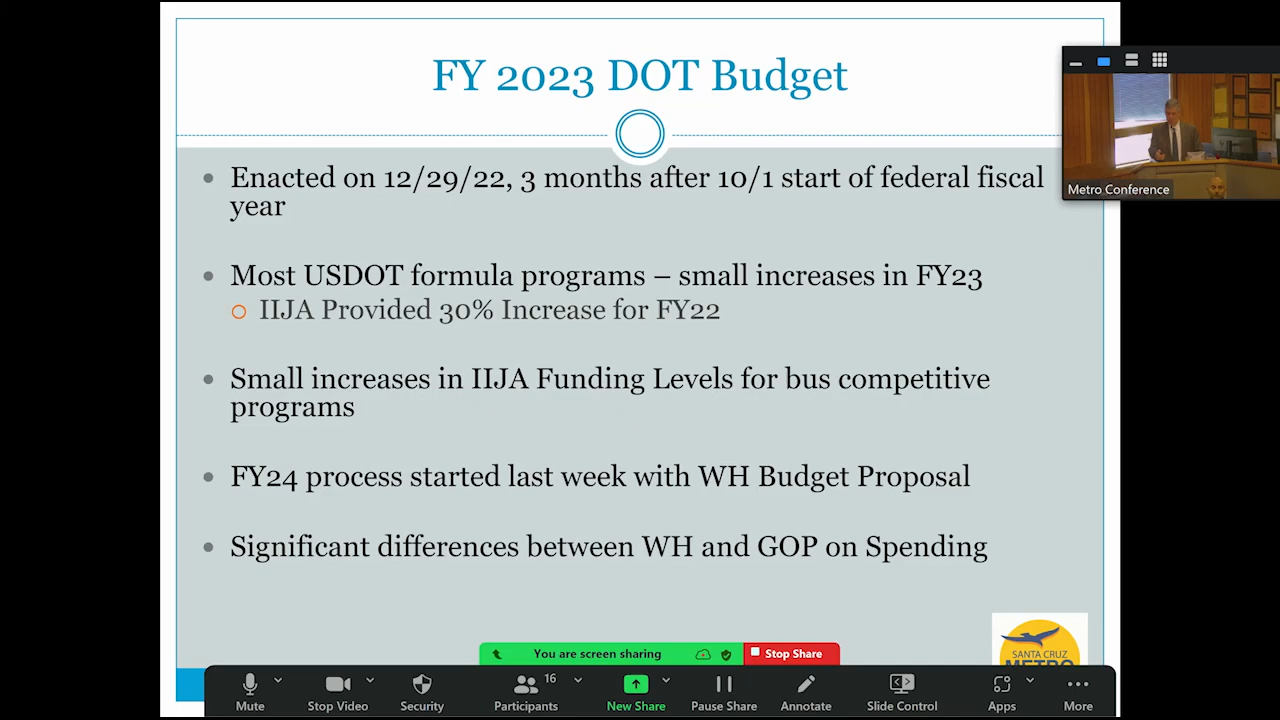 FY 2023 DOT Budget
Metro Conference
Enacted on 12/29/22, 3 months after 10/1 start of federal fiscal
year
Most USDOT formula programs – small increases in FY23
IIJA Provided 30% Increase for FY22
Small increases in IIJA Funding Levels for bus competitive
programs
FY24 process started last week with WH Budget Proposal
Significant differences between WH and GOP on Spending
SANTA CRUZ
METRO
You are screen sharing
Stop Share
Mute
Stop Video
Security
16
Participants
New Share
Pause Share
Annotate
Slide Control
Apps
More